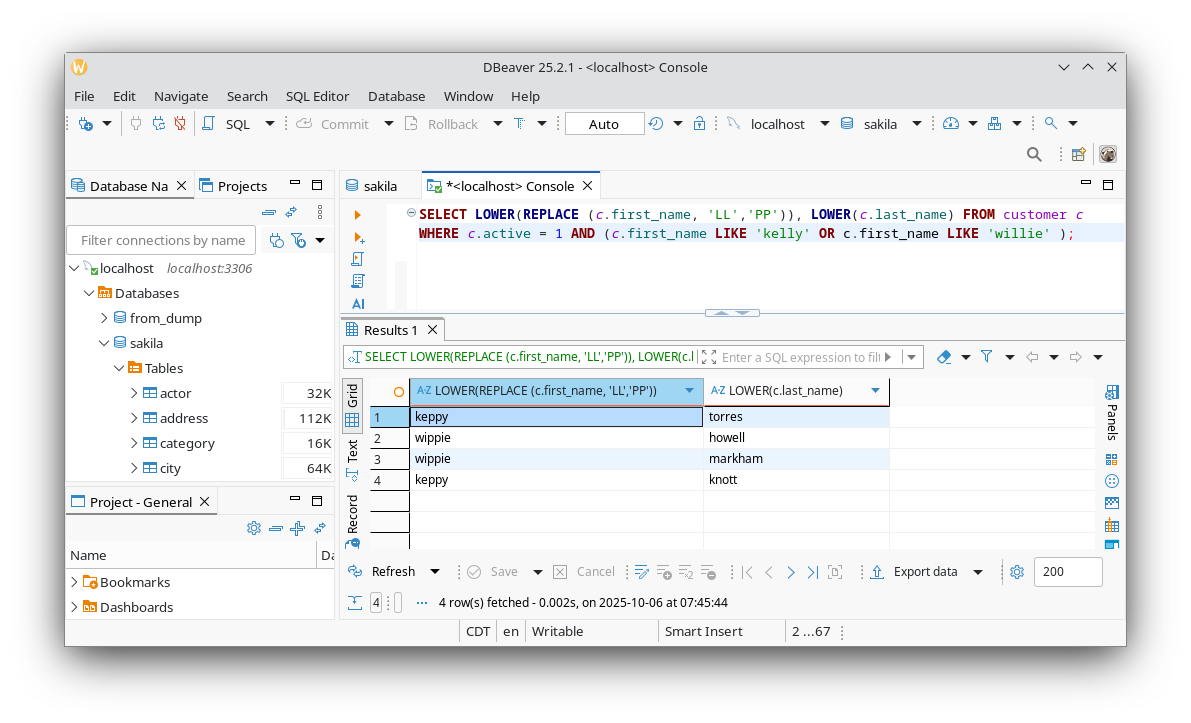 DBeaver 25.2.1 - <localhost> Console
File Edit Navigate Search SQL Editor Database Window Help
SQL Commit Rollback T Auto localhost sakila
Database Na Projects
Filter connections by name
localhost localhost:3306
Databases
from_dump
sakila
Tables
actor 32K
address 112K
category 16K
city 64K
Project - General
Name Da
Bookmarks
Dashboards
sakila *<localhost> Console
SELECT LOWER(REPLACE (c.first_name, 'LL','PP')), LOWER(c.last_name) FROM customer c
WHERE c.active = 1 AND (c.first_name LIKE 'kelly' OR c.first_name LIKE 'willie' );
AI
Results 1
SELECT LOWER(REPLACE (c.first_name, 'LL','PP')), LOWER(c.l Enter a SQL expression to filt
Grid
Text
Record
A-Z LOWER(REPLACE (c.first_name, 'LL','PP')) A-Z LOWER(c.last_name)
1 keppy torres
2 wippie howell
3 wippie markham
4 keppy knott
Panels
Refresh Save Cancel Export data 200
4 ... 4 row(s) fetched - 0.002s, on 2025-10-06 at 07:45:44
CDT en Writable Smart Insert 2 ...67